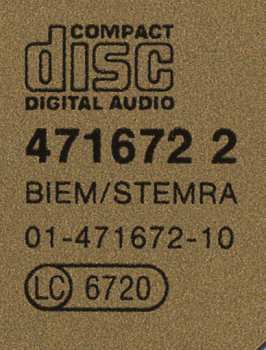 COMPACT
disc
DIGITAL AUDIO
471672 2
BIEM/STEMRA
01-471672-10
LC 6720